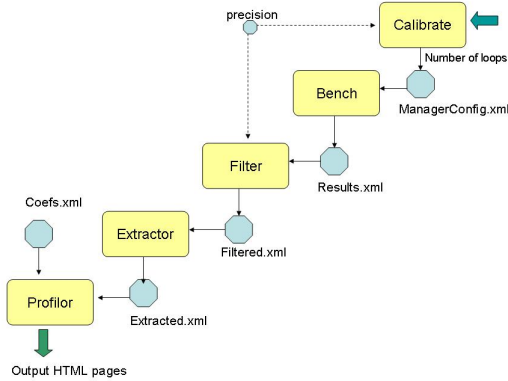 precision
Calibrate
Number of loops
Bench
ManagerConfig.xml
Filter
Results.xml
Coefs.xml
Extractor
Filtered.xml
Profilor
Extracted.xml
Output HTML pages